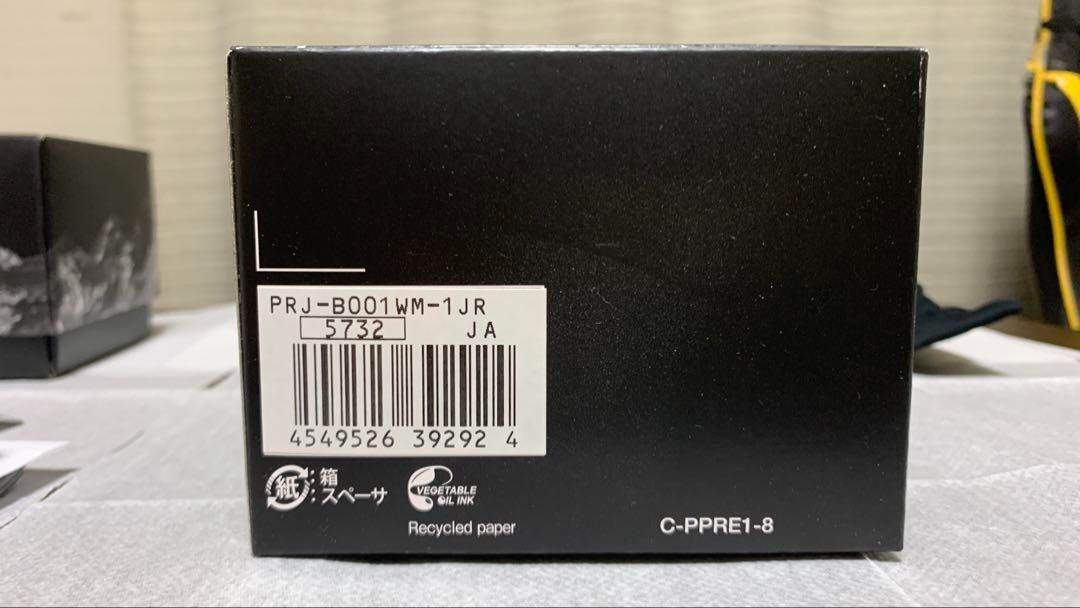 PRJ-B001WM-1JR
5732 JA
4549526 39292 4
紙 : 箱
: スペーサ
VEGETABLE
OIL INK
Recycled paper
C-PPRE1-8